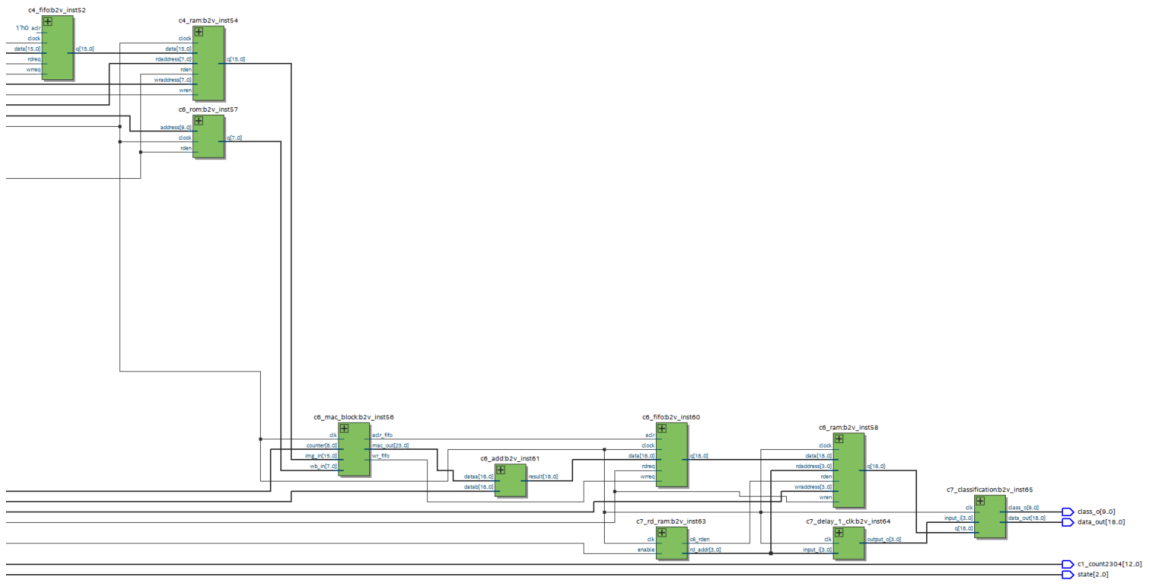 c4_fifo:b2v_inst52
1'h0 aclr
clock
data[15..0]
rdreq
wrreq
q[15..0]
c4_ram:b2v_inst54
clock
data[15..0]
rdaddress[7..0]
rden
wraddress[7..0]
wren
q[15..0]
c6_rom:b2v_inst57
address[9..0]
clock
rden
q[7..0]
c6_mac_block:b2v_inst56
clk
counter[8..0]
img_in[15..0]
wb_in[7..0]
aclr_fifo
mac_out[23..0]
wr_fifo
c6_add:b2v_inst61
dataa[18..0]
datab[18..0]
result[18..0]
c6_fifo:b2v_inst60
aclr
clock
data[18..0]
rdreq
wrreq
q[18..0]
c6_ram:b2v_inst58
clock
data[18..0]
rdaddress[3..0]
rden
wraddress[3..0]
wren
q[18..0]
c7_rd_ram:b2v_inst63
clk
enable
c6_rden
rd_addr[3..0]
c7_delay_1_clk:b2v_inst64
clk
input_i[3..0]
output_o[3..0]
c7_classification:b2v_inst65
clk
input_i[3..0]
q[18..0]
class_o[9..0]
data_out[18..0]
class_o[9..0]
data_out[18..0]
c1_count2304[12..0]
state[2..0]